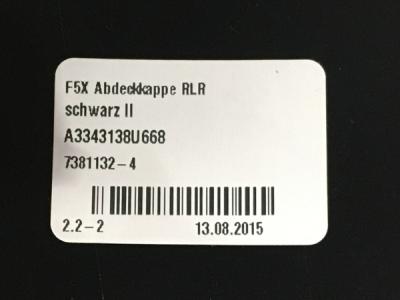 F5X Abdeckkappe RLR
schwarz II
A3343138U668
7381132-4
2.2-2 13.08.2015